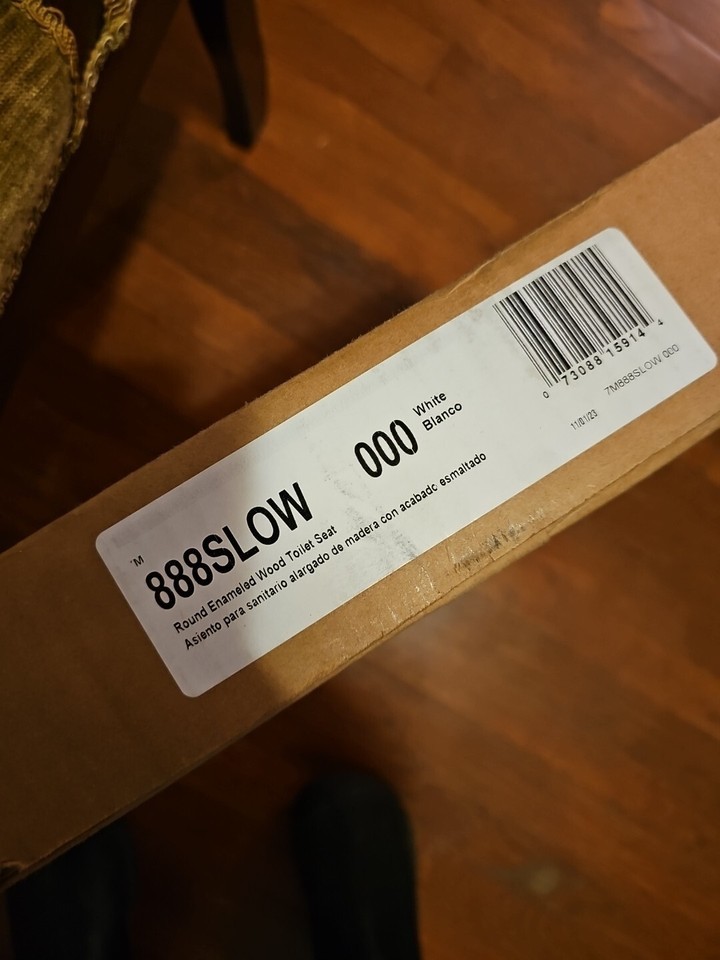 ™
888SLOW
000
White
Blanco
Round Enameled Wood Toilet Seat
Asiento para sanitario alargado de madera con acabado esmaltado
0 73088 15914 4
7M888SLOW 000
11/01/23